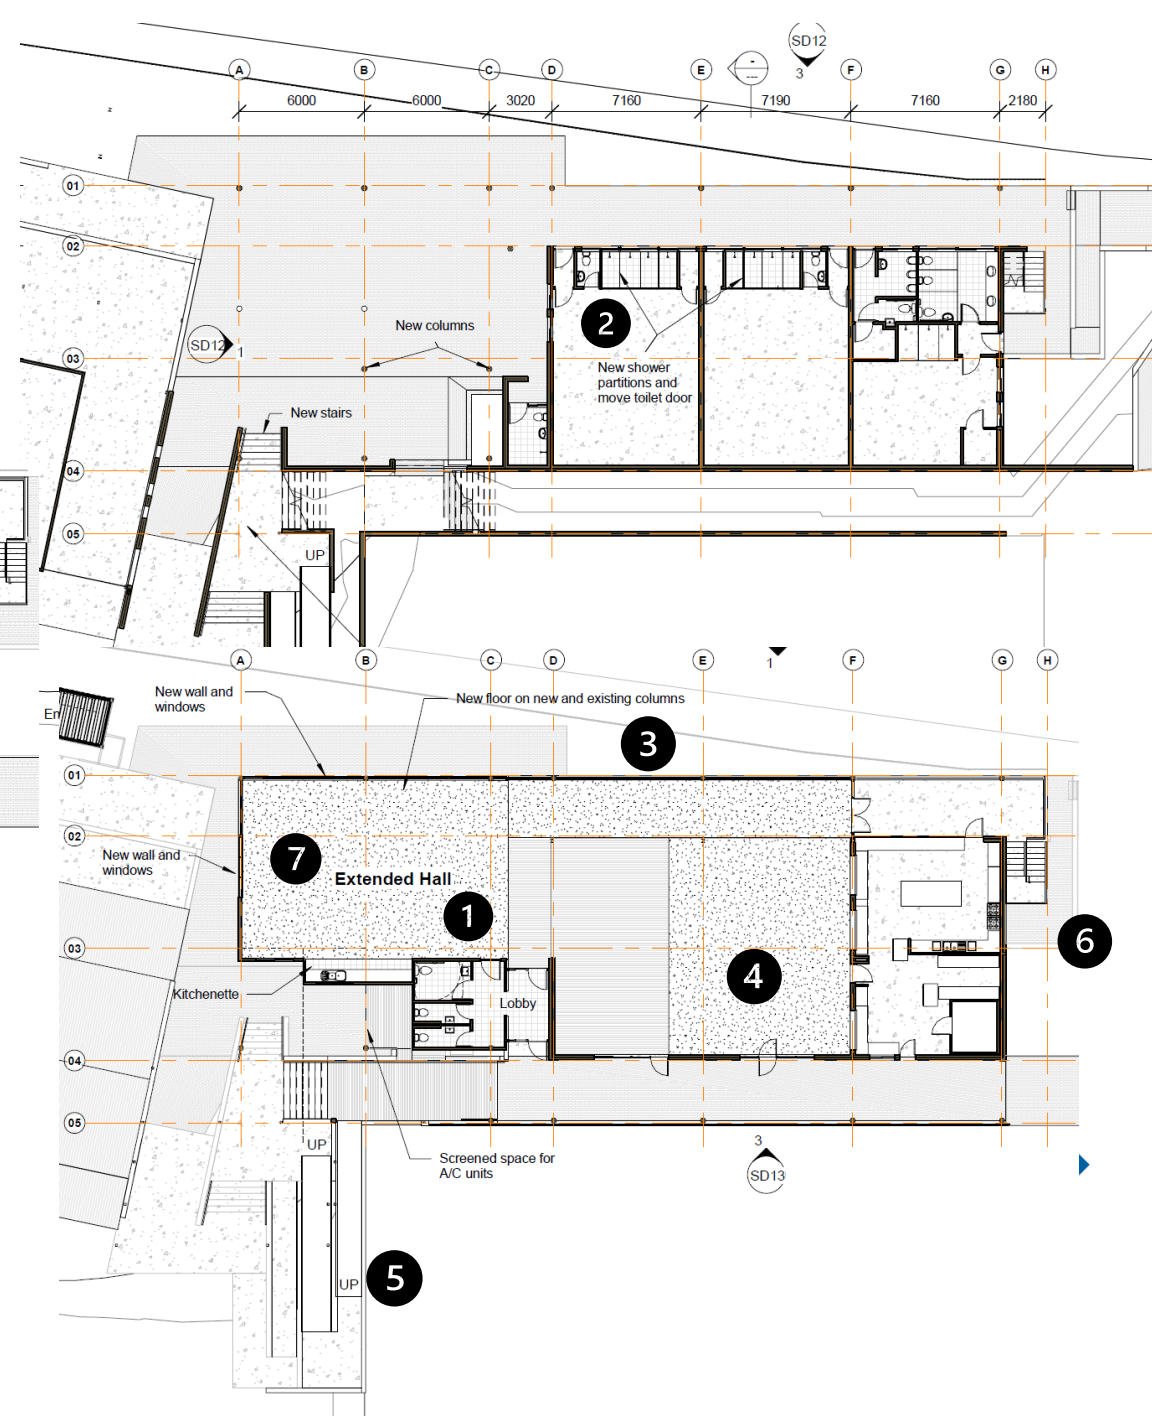 SD12
3
-
---
A
B
C
D
E
F
G
H
6000
6000
3020
7160
7190
7160
2180
01
02
New columns
2
SD12
1
03
New shower
partitions and
move toilet door
New stairs
04
05
UP
A
B
C
D
E
F
G
H
1
New wall and
windows
New floor on new and existing columns
En
3
01
02
New wall and
windows
7
Extended Hall
1
03
6
4
Kitchenette
Lobby
04
05
UP
3
Screened space for
A/C units
SD13
UP
5